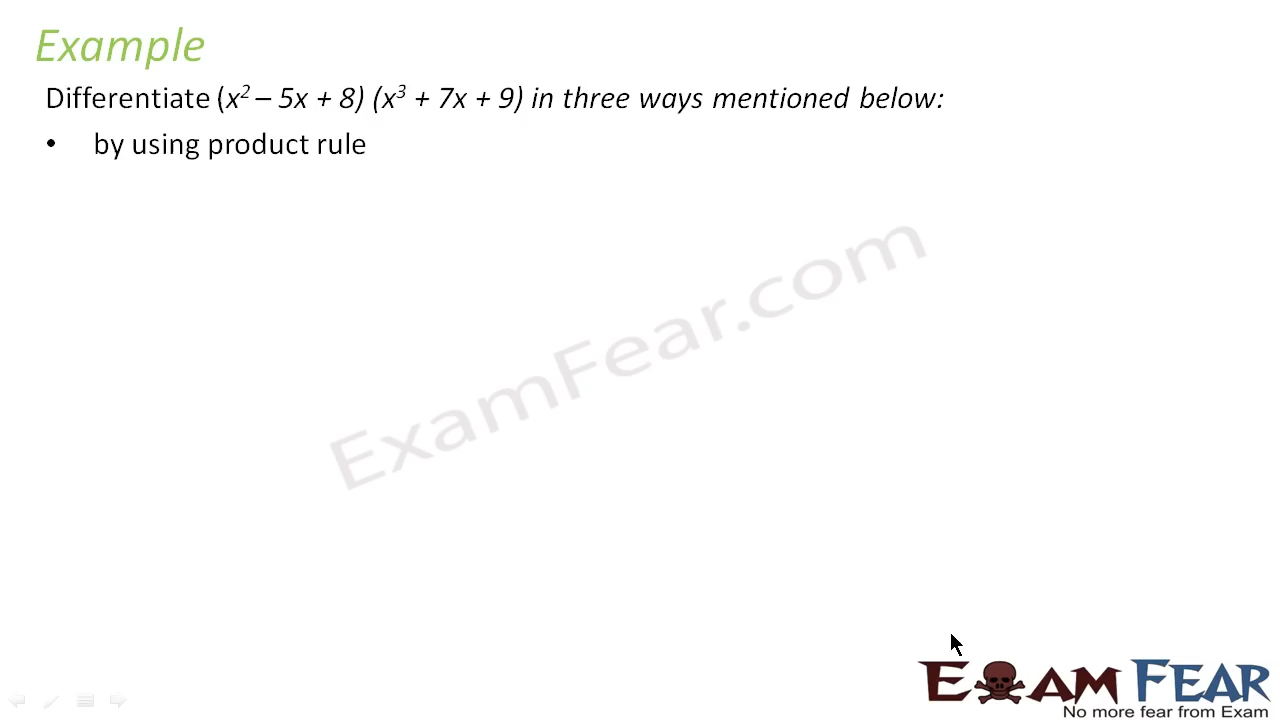 Example
Differentiate (x² – 5x + 8) (x³ + 7x + 9) in three ways mentioned below:
• by using product rule
ExamFear.com
EXAM FEAR
No more fear from Exam